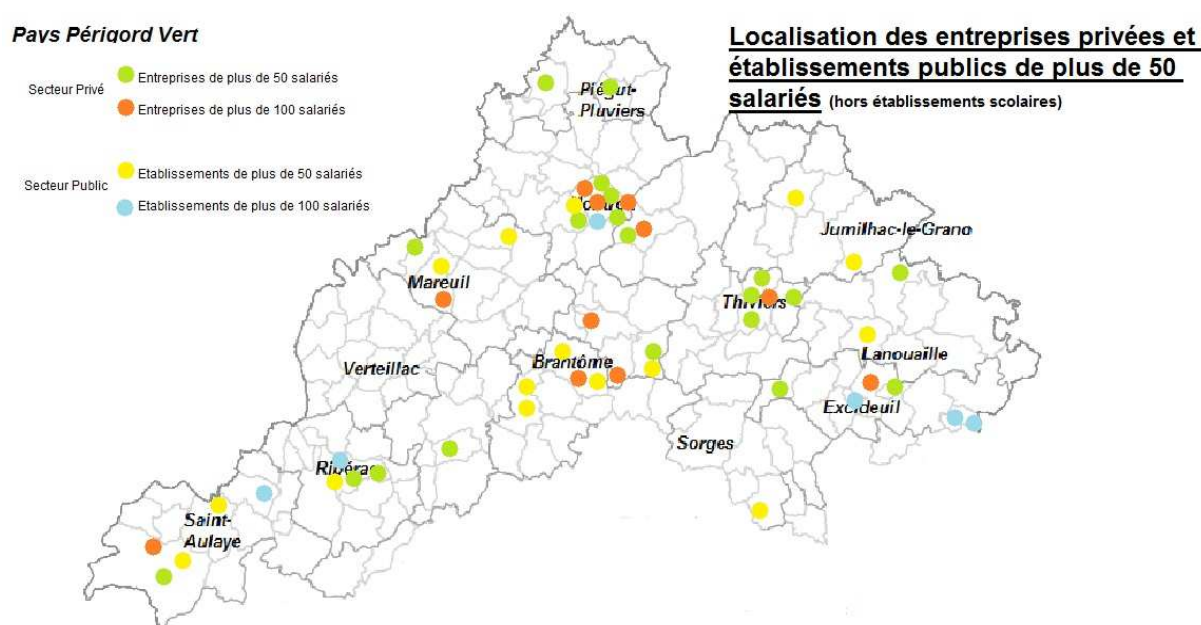 Pays Périgord Vert
Localisation des entreprises privées et
établissements publics de plus de 50
salariés (hors établissements scolaires)
Secteur Privé
Entreprises de plus de 50 salariés
Entreprises de plus de 100 salariés
Secteur Public
Etablissements de plus de 50 salariés
Etablissements de plus de 100 salariés
Piégut-
Pluviers
Jumilhac-le-Grand
Mareuil
Thiviers
Lanouaille
Brantôme
Verteillac
Excideuil
Sorges
Ribérac
Saint-
Aulaye